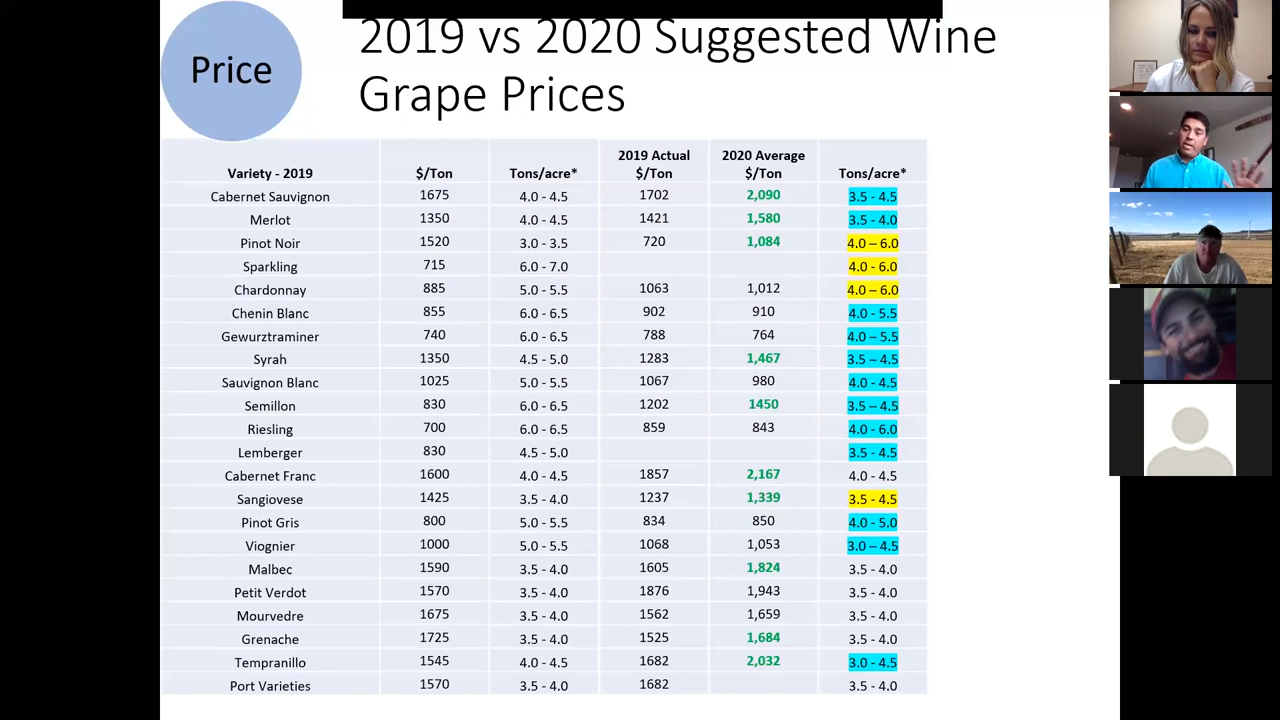 Price
2019 vs 2020 Suggested Wine
Grape Prices
Variety - 2019 $/Ton Tons/acre* 2019 Actual $/Ton 2020 Average $/Ton Tons/acre*
Cabernet Sauvignon 1675 4.0 - 4.5 1702 2,090 3.5 - 4.5
Merlot 1350 4.0 - 4.5 1421 1,580 3.5 - 4.0
Pinot Noir 1520 3.0 - 3.5 720 1,084 4.0 – 6.0
Sparkling 715 6.0 - 7.0 4.0 - 6.0
Chardonnay 885 5.0 - 5.5 1063 1,012 4.0 – 6.0
Chenin Blanc 855 6.0 - 6.5 902 910 4.0 - 5.5
Gewurztraminer 740 6.0 - 6.5 788 764 4.0 – 5.5
Syrah 1350 4.5 - 5.0 1283 1,467 3.5 – 4.5
Sauvignon Blanc 1025 5.0 - 5.5 1067 980 4.0 - 4.5
Semillon 830 6.0 - 6.5 1202 1450 3.5 – 4.5
Riesling 700 6.0 - 6.5 859 843 4.0 - 6.0
Lemberger 830 4.5 - 5.0 3.5 - 4.5
Cabernet Franc 1600 4.0 - 4.5 1857 2,167 4.0 - 4.5
Sangiovese 1425 3.5 - 4.0 1237 1,339 3.5 - 4.5
Pinot Gris 800 5.0 - 5.5 834 850 4.0 - 5.0
Viognier 1000 5.0 - 5.5 1068 1,053 3.0 – 4.5
Malbec 1590 3.5 - 4.0 1605 1,824 3.5 - 4.0
Petit Verdot 1570 3.5 - 4.0 1876 1,943 3.5 - 4.0
Mourvedre 1675 3.5 - 4.0 1562 1,659 3.5 - 4.0
Grenache 1725 3.5 - 4.0 1525 1,684 3.5 - 4.0
Tempranillo 1545 4.0 - 4.5 1682 2,032 3.0 - 4.5
Port Varieties 1570 3.5 - 4.0 1682 3.5 - 4.0